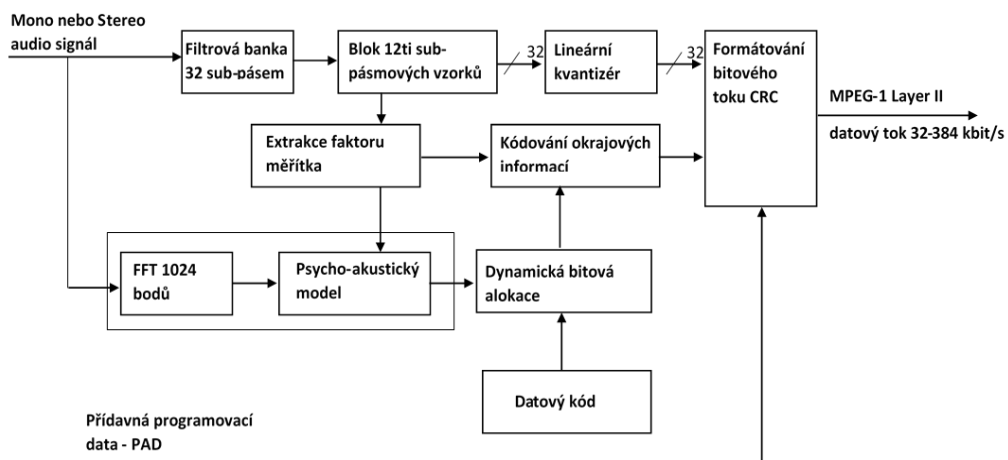 Mono nebo Stereo
audio signál
Filtrová banka
32 sub-pásem
Blok 12ti sub-
pásmových vzorků
32
Lineární
kvantizér
32
Formátování
bitového
toku CRC
MPEG-1 Layer II
datový tok 32-384 kbit/s
Extrakce faktoru
měřítka
Kódování okrajových
informací
FFT 1024
bodů
Psycho-akustický
model
Dynamická bitová
alokace
Datový kód
Přídavná programovací
data - PAD